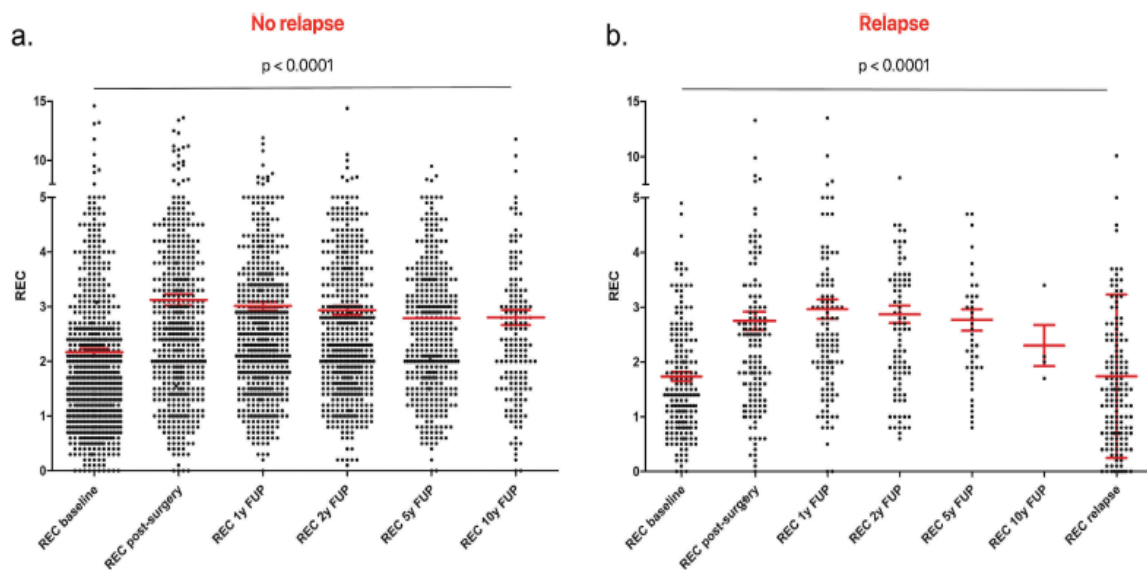 a.
No relapse
p < 0.0001
REC
15
10
5
4
3
2
1
0
REC baseline
REC post-surgery
REC 1y FUP
REC 2y FUP
REC 5y FUP
REC 10y FUP
b.
Relapse
p < 0.0001
REC
15
10
5
4
3
2
1
0
REC baseline
REC post-surgery
REC 1y FUP
REC 2y FUP
REC 5y FUP
REC 10y FUP
REC relapse